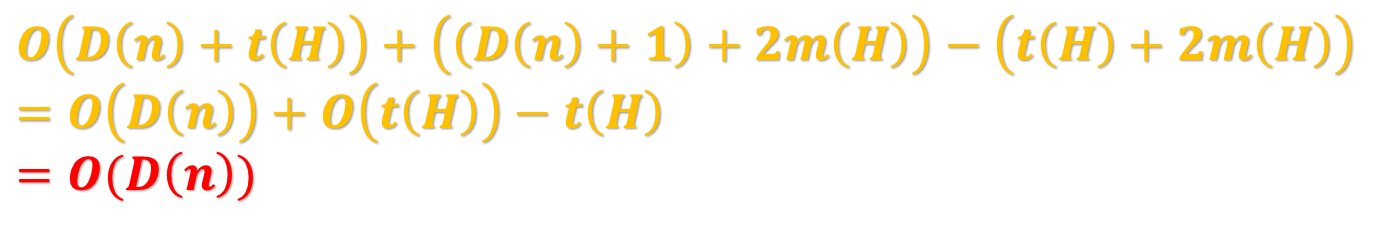 O(D(n) + t(H)) + ((D(n) + 1) + 2m(H)) − (t(H) + 2m(H))
= O(D(n)) + O(t(H)) − t(H)
= O(D(n))